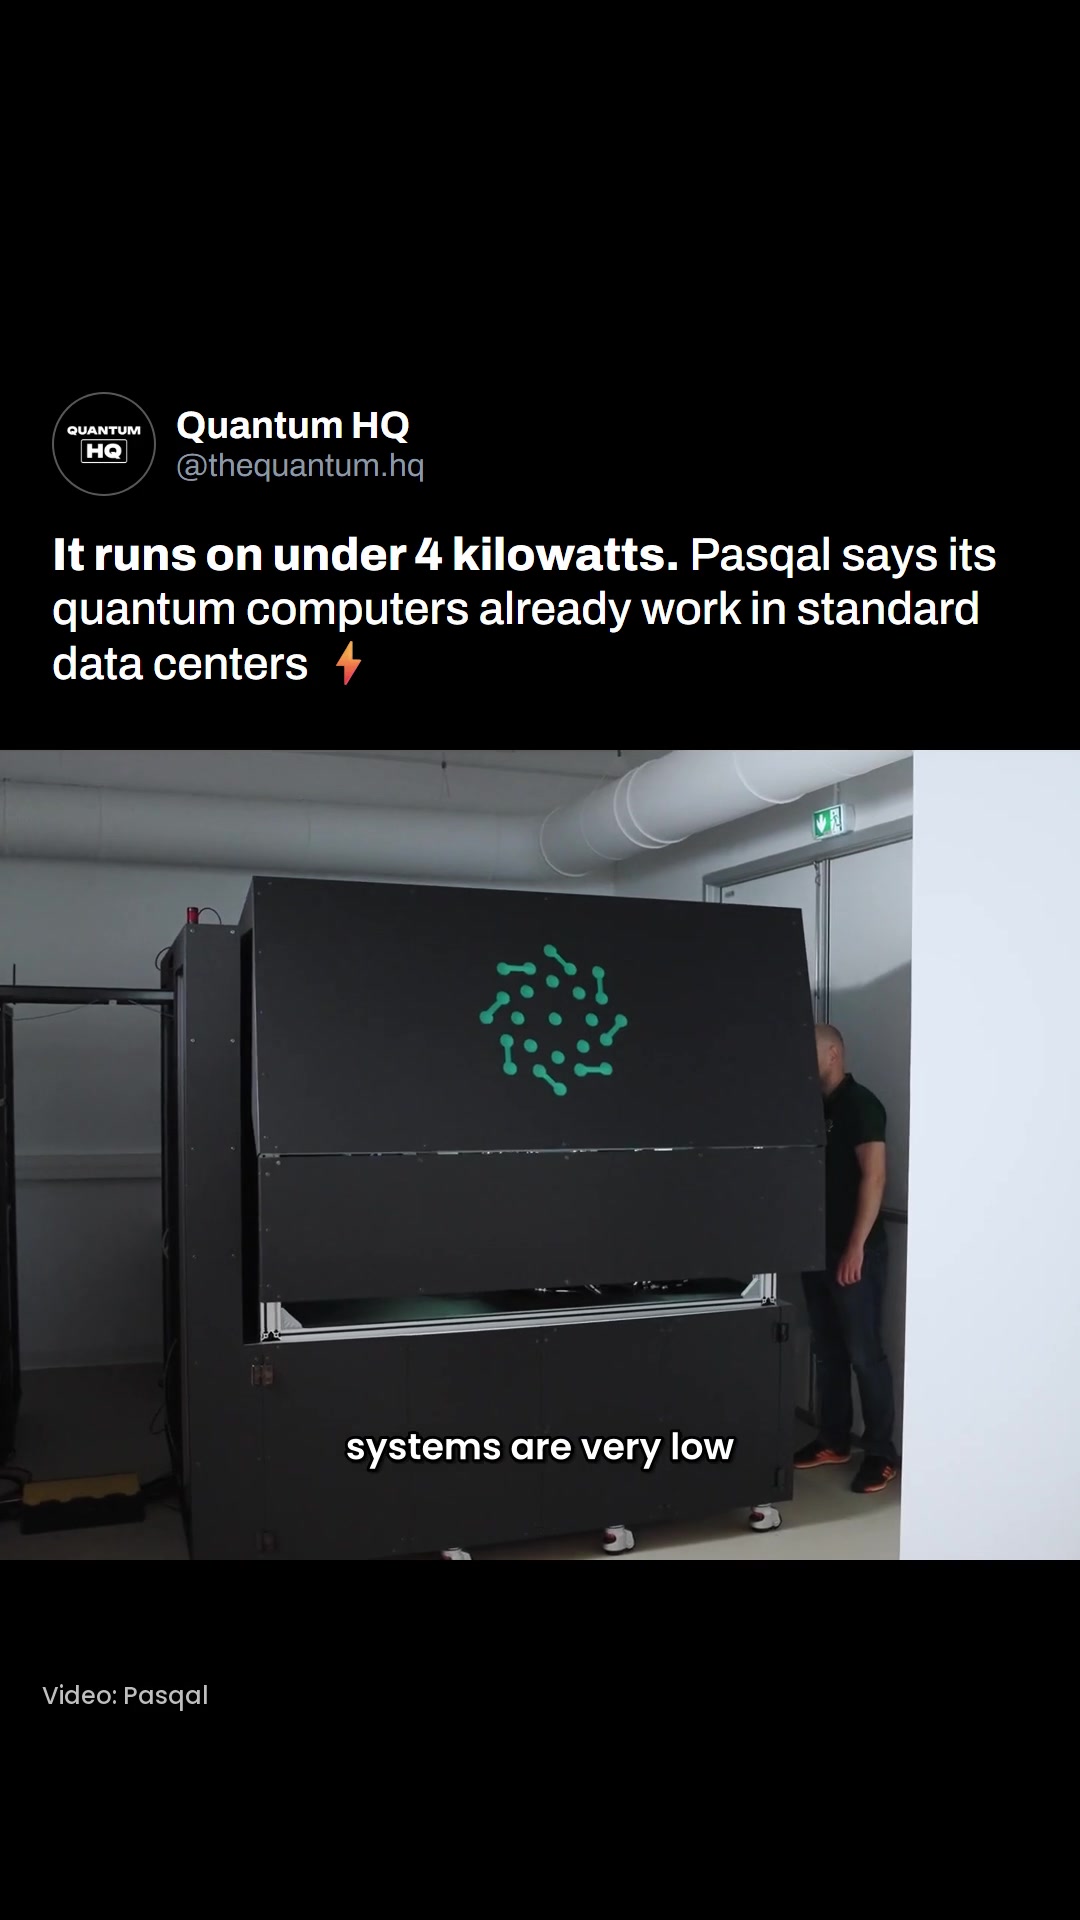 QUANTUM
HQ
Quantum HQ
@thequantum.hq
It runs on under 4 kilowatts. Pasqal says its
quantum computers already work in standard
data centers ⚡
systems are very low
Video: Pasqal